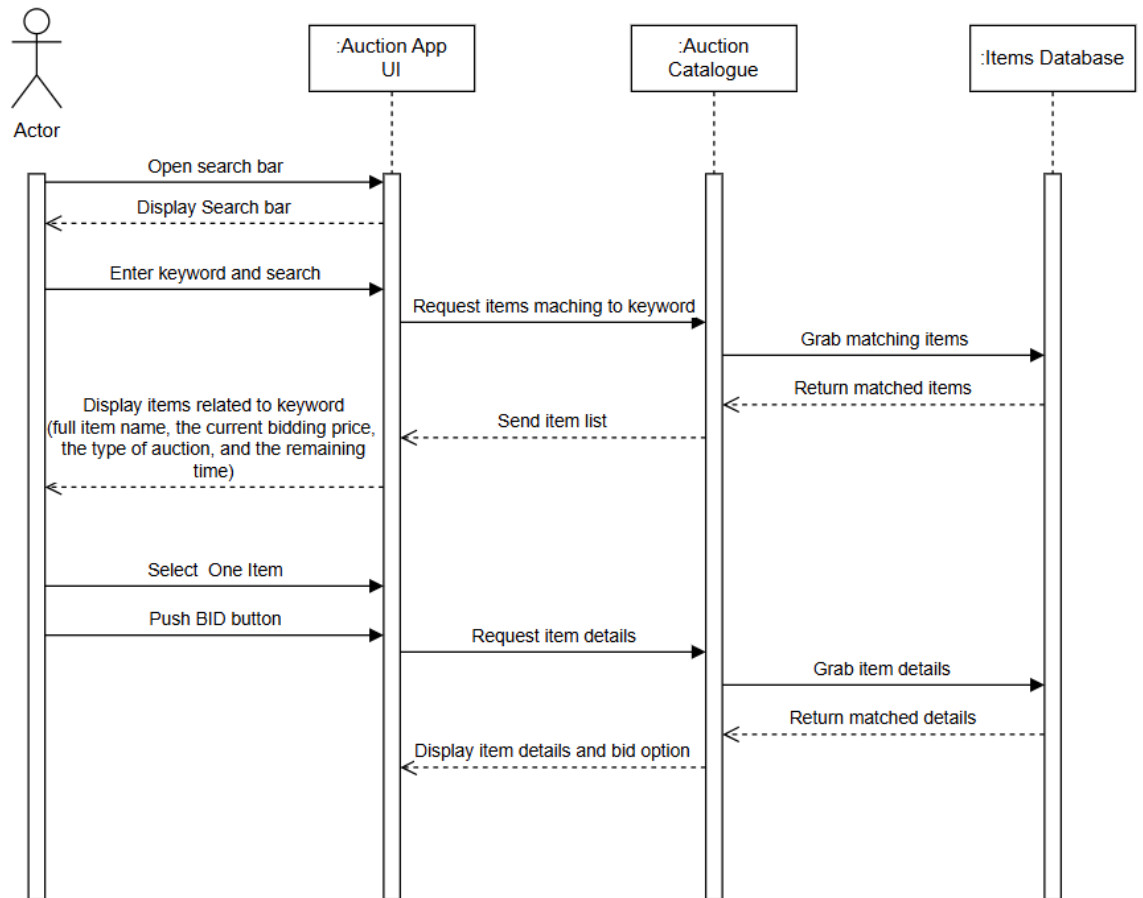 :Auction App
UI
:Auction
Catalogue
:Items Database
Actor
Open search bar
Display Search bar
Enter keyword and search
Request items maching to keyword
Grab matching items
Return matched items
Display items related to keyword
(full item name, the current bidding price,
the type of auction, and the remaining
time)
Send item list
Select One Item
Push BID button
Request item details
Grab item details
Return matched details
Display item details and bid option